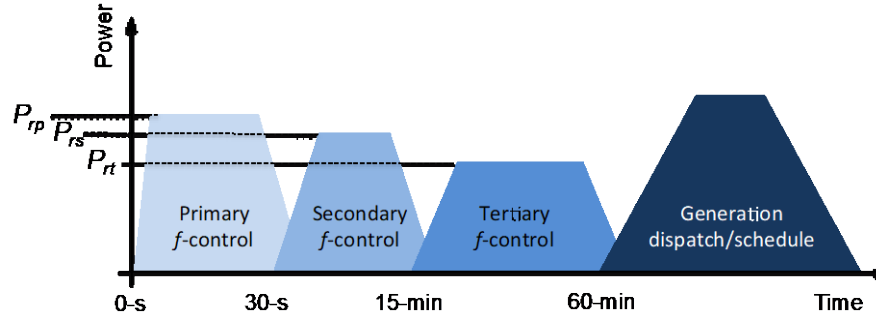 Power
P_rp
P_rs
P_rt
Primary
f-control
Secondary
f-control
Tertiary
f-control
Generation
dispatch/schedule
0-s
30-s
15-min
60-min
Time